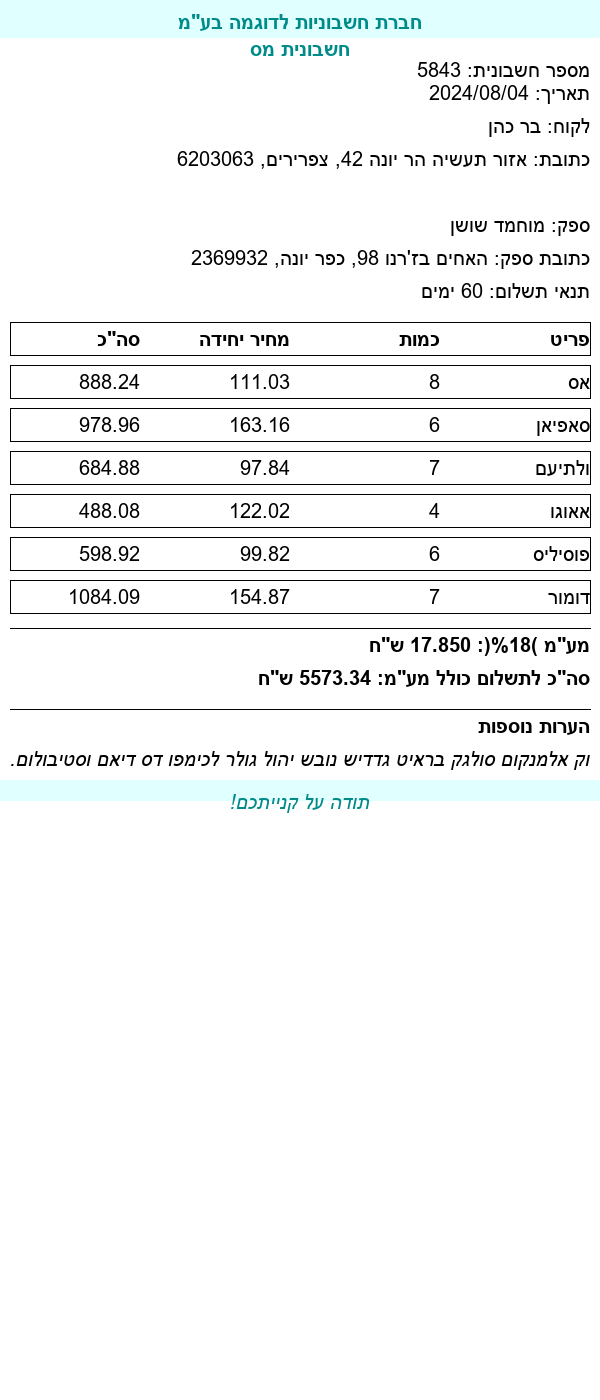 חברת חשבוניות לדוגמה בע"מ
חשבונית מס
מספר חשבונית: 5843
תאריך: 2024/08/04
לקוח: בר כהן
כתובת: אזור תעשיה הר יונה 42, צפרירים, 6203063
ספק: מוחמד שושן
כתובת ספק: האחים בז'רנו 98, כפר יונה, 2369932
תנאי תשלום: 60 ימים
פריט כמות מחיר יחידה סה"כ
אס 8 111.03 888.24
סאפיאן 6 163.16 978.96
ולתיעם 7 97.84 684.88
אאוגו 4 122.02 488.08
פוסיליס 6 99.82 598.92
דומור 7 154.87 1084.09
מע"מ )18%(: 17.850 ש"ח
סה"כ לתשלום כולל מע"מ: 5573.34 ש"ח
הערות נוספות
וק אלמנקום סולגק בראיט גדדיש נובש יהול גולר לכימפו דס דיאם וסטיבולום.
תודה על קנייתכם!